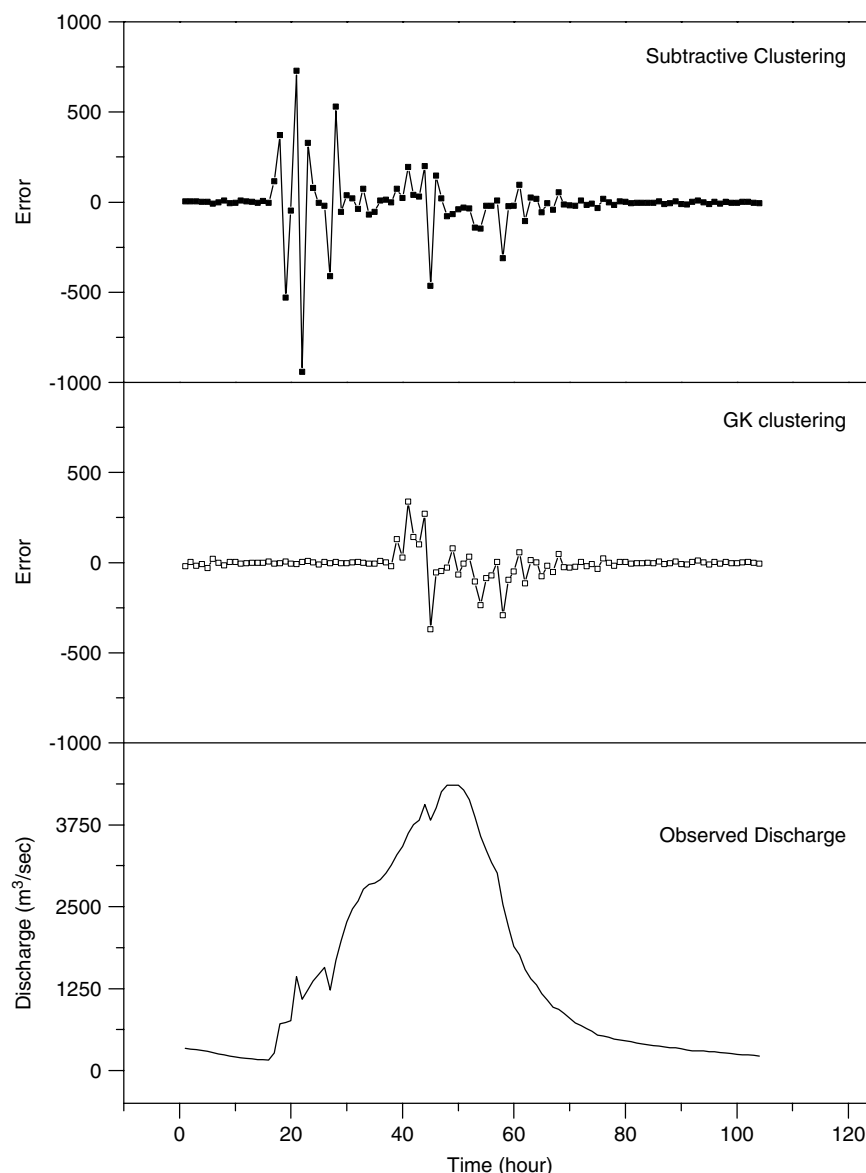 1000
Subtractive Clustering
500
Error
0
-500
-1000
GK clustering
500
Error
0
-500
-1000
3750
Observed Discharge
Discharge (m³/sec)
2500
1250
0
0 20 40 60 80 100 120
Time (hour)